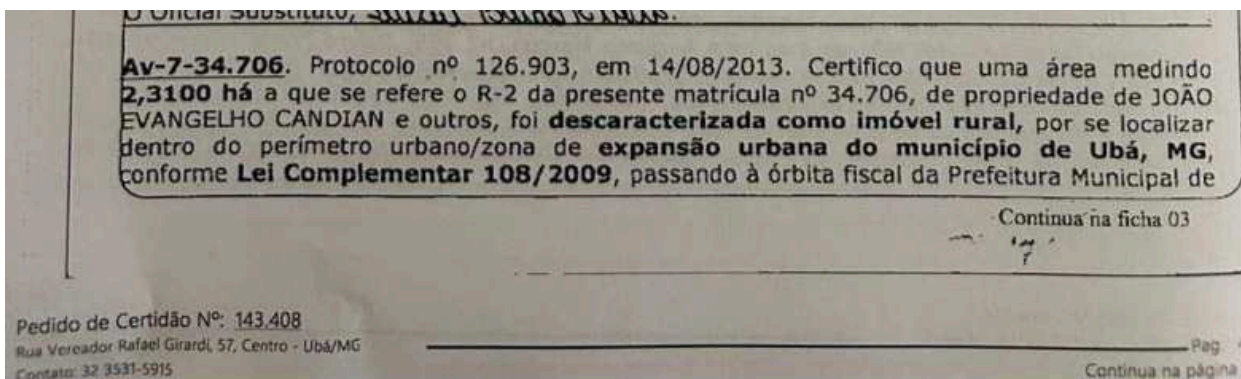 O Oficial Substituto,
Av-7-34.706. Protocolo nº 126.903, em 14/08/2013. Certifico que uma área medindo
2,3100 há a que se refere o R-2 da presente matrícula nº 34.706, de propriedade de JOÃO
EVANGELHO CANDIAN e outros, foi descaracterizada como imóvel rural, por se localizar
dentro do perímetro urbano/zona de expansão urbana do município de Ubá, MG,
conforme Lei Complementar 108/2009, passando à órbita fiscal da Prefeitura Municipal de
Continua na ficha 03
Pedido de Certidão Nº: 143.408
Rua Vereador Rafael Girardi, 57, Centro - Ubá/MG
Pag
Contato: 32 3531-5915
Continua na página